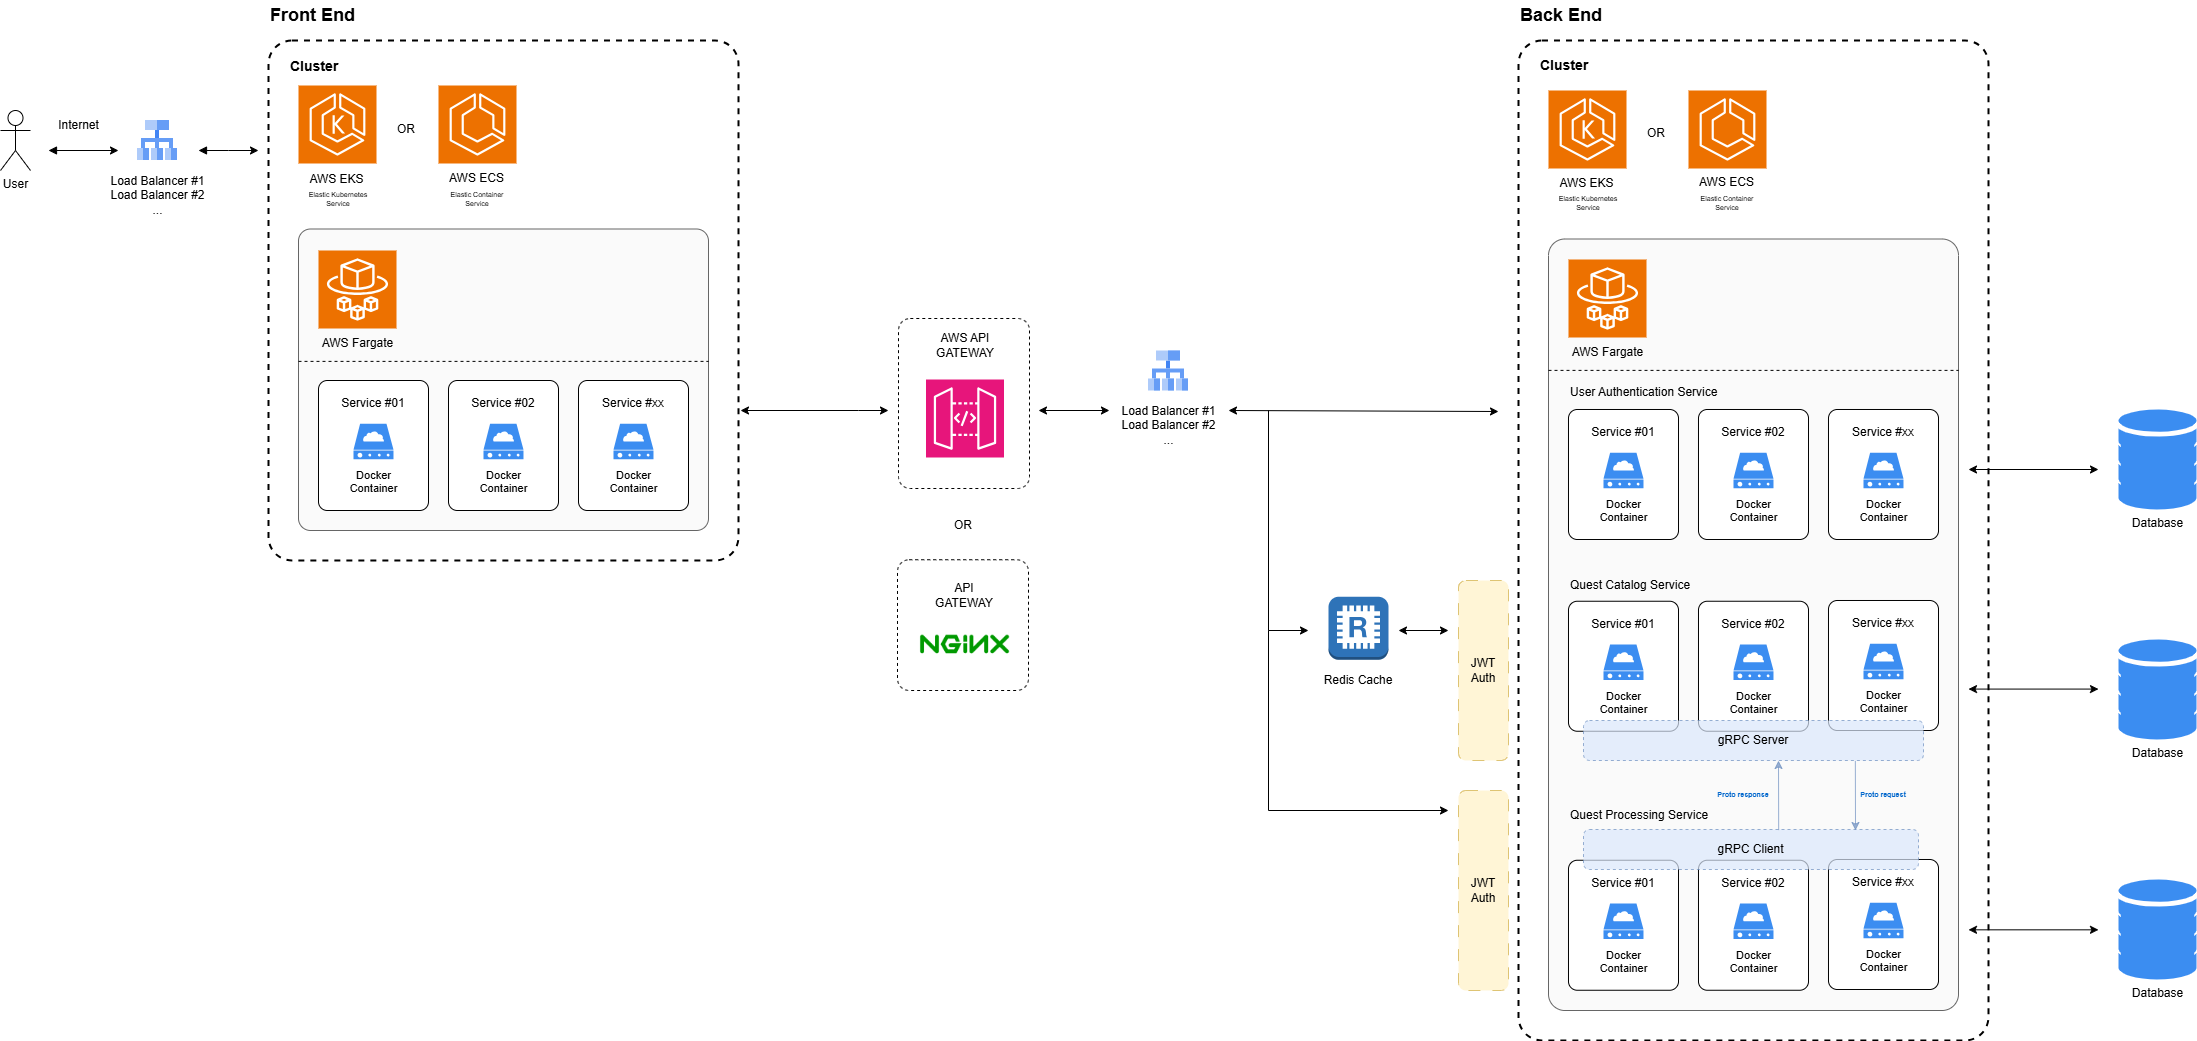 Front End
Cluster
AWS EKS
Elastic Kubernetes
Service
OR
AWS ECS
Elastic Container
Service
Internet
User
Load Balancer #1
Load Balancer #2
...
AWS Fargate
Service #01
Docker
Container
Service #02
Docker
Container
Service #xx
Docker
Container
AWS API
GATEWAY
OR
API
GATEWAY
NGINX
Load Balancer #1
Load Balancer #2
...
R
Redis Cache
JWT
Auth
JWT
Auth
Back End
Cluster
AWS EKS
Elastic Kubernetes
Service
OR
AWS ECS
Elastic Container
Service
AWS Fargate
User Authentication Service
Service #01
Docker
Container
Service #02
Docker
Container
Service #xx
Docker
Container
Quest Catalog Service
Service #01
Docker
Container
Service #02
Docker
Container
Service #xx
Docker
Container
gRPC Server
Proto response
Proto request
Quest Processing Service
gRPC Client
Service #01
Docker
Container
Service #02
Docker
Container
Service #xx
Docker
Container
Database
Database
Database